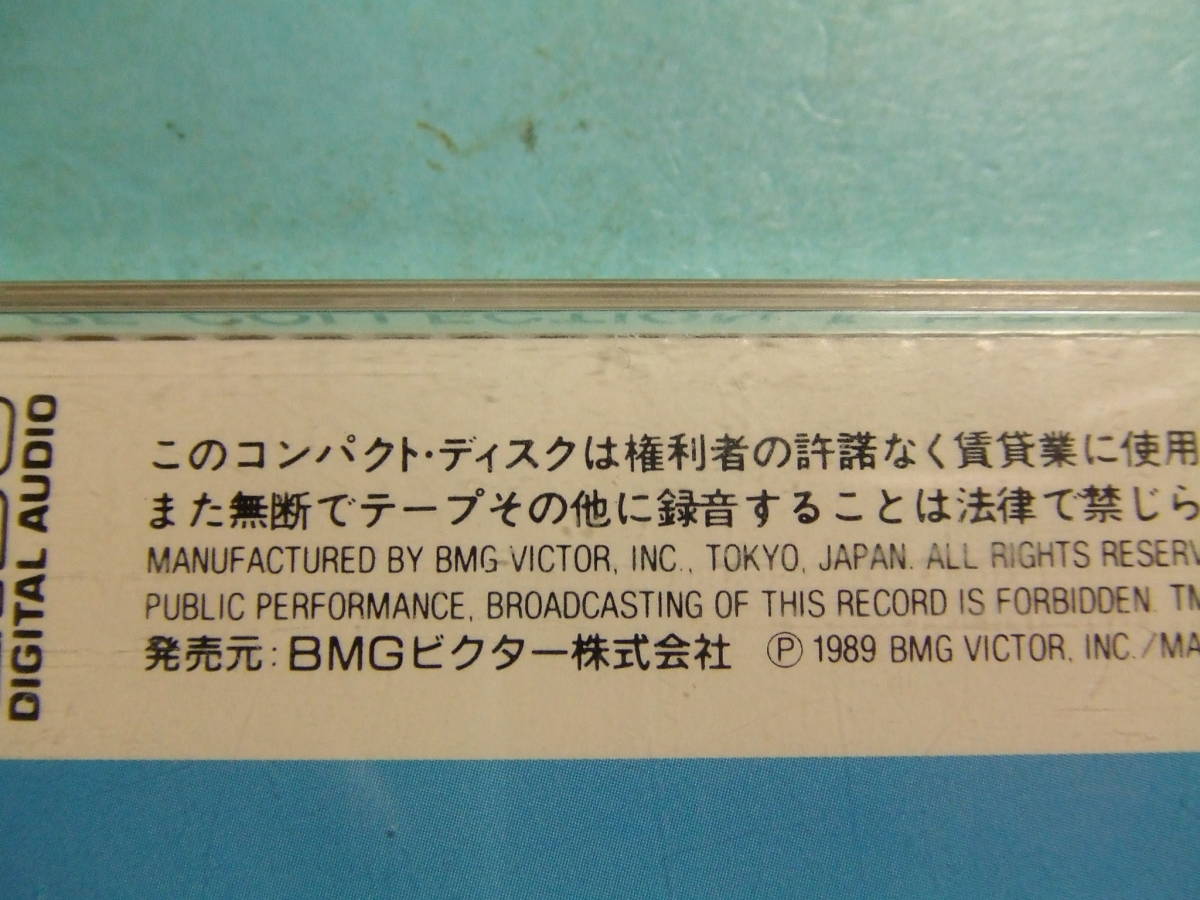 このコンパクト・ディスクは権利者の許諾なく賃貸業に使用
また無断でテープその他に録音することは法律で禁じら
MANUFACTURED BY BMG VICTOR, INC., TOKYO, JAPAN. ALL RIGHTS RESERV
PUBLIC PERFORMANCE, BROADCASTING OF THIS RECORD IS FORBIDDEN. TM
発売元:BMGビクター株式会社 Ⓟ 1989 BMG VICTOR, INC./MA
DIGITAL AUDIO